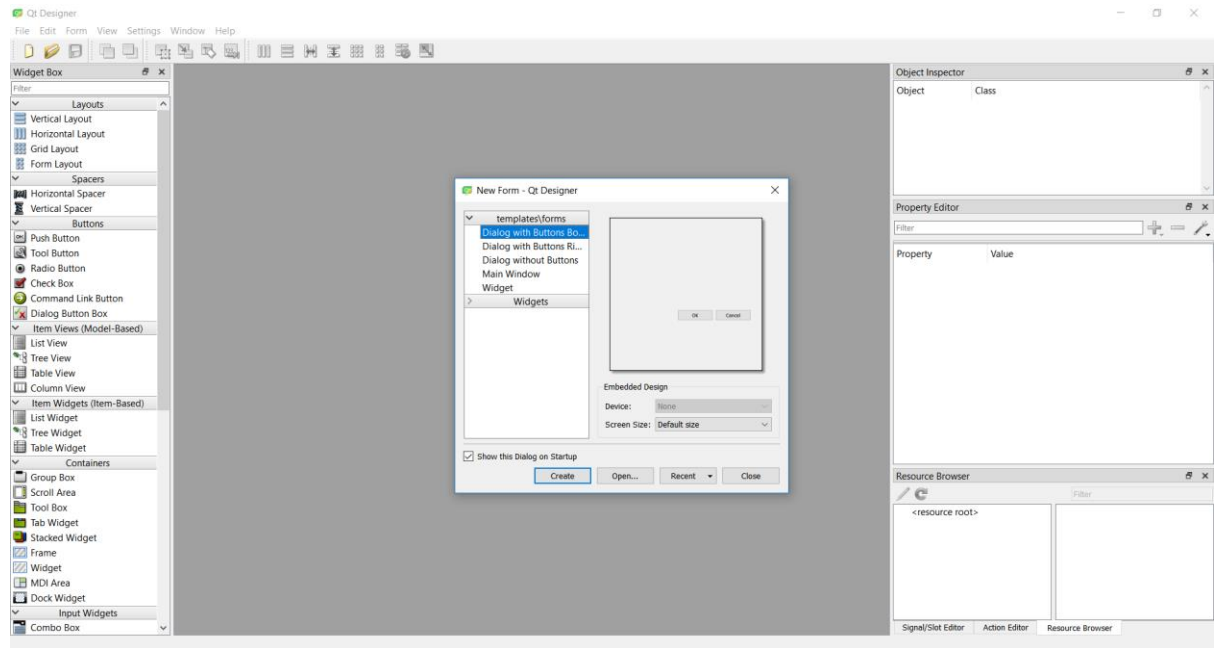 Qt Designer
File Edit Form View Settings Window Help
Widget Box
Filter
Layouts
Vertical Layout
Horizontal Layout
Grid Layout
Form Layout
Spacers
Horizontal Spacer
Vertical Spacer
Buttons
Push Button
Tool Button
Radio Button
Check Box
Command Link Button
Dialog Button Box
Item Views (Model-Based)
List View
Tree View
Table View
Column View
Item Widgets (Item-Based)
List Widget
Tree Widget
Table Widget
Containers
Group Box
Scroll Area
Tool Box
Tab Widget
Stacked Widget
Frame
Widget
MDI Area
Dock Widget
Input Widgets
Combo Box
New Form - Qt Designer
templates\forms
Dialog with Buttons Bo...
Dialog with Buttons Ri...
Dialog without Buttons
Main Window
Widget
Widgets
OK Cancel
Embedded Design
Device: None
Screen Size: Default size
Show this Dialog on Startup
Create Open... Recent Close
Object Inspector
Object Class
Property Editor
Filter
Property Value
Resource Browser
Filter
<resource root>
Signal/Slot Editor Action Editor Resource Browser